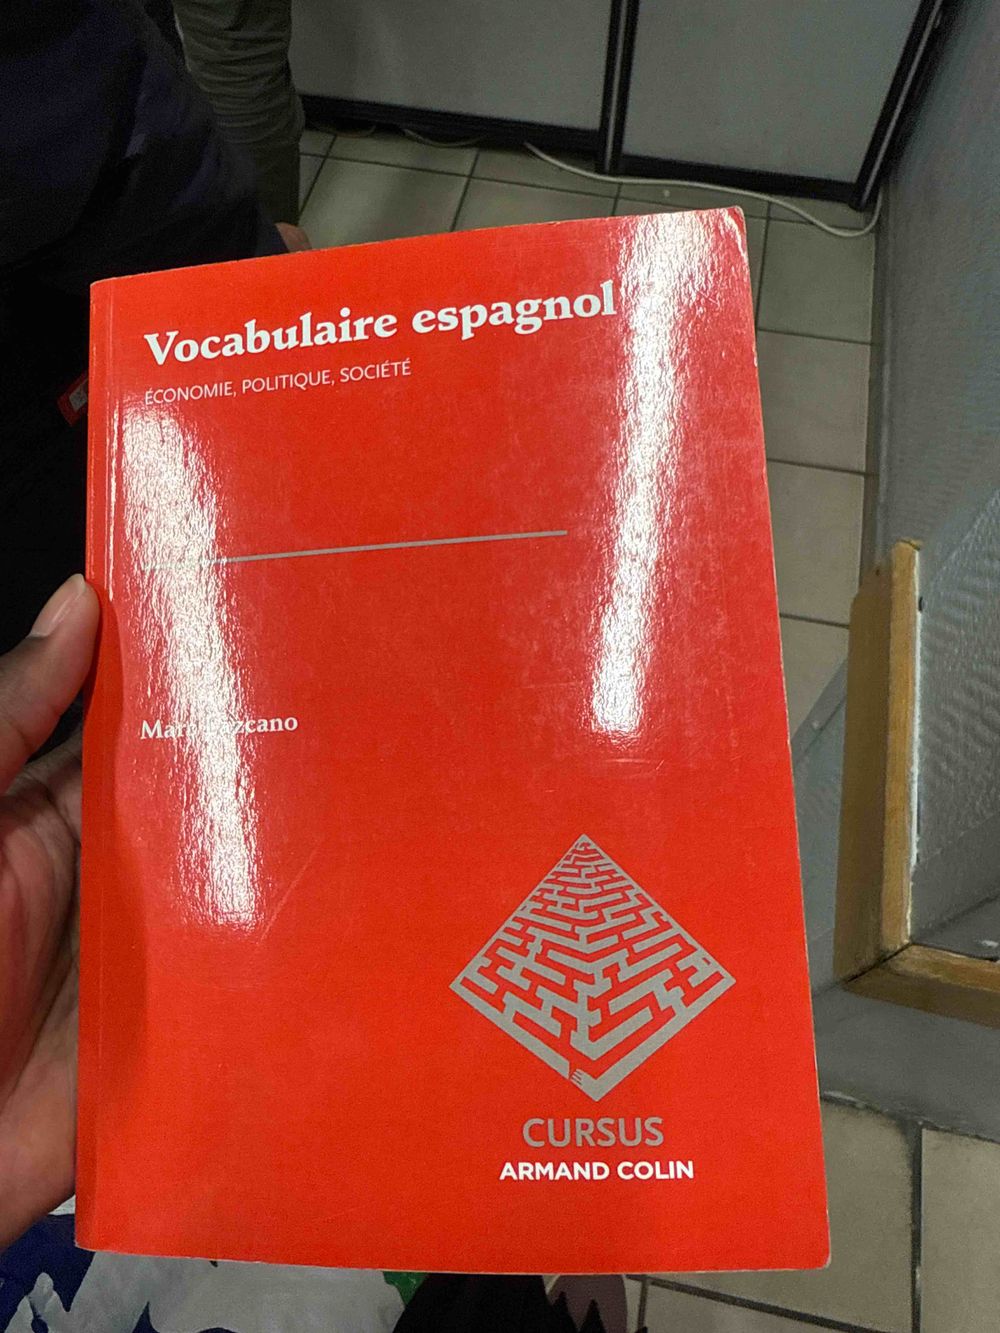 Vocabulaire espagnol
ÉCONOMIE, POLITIQUE, SOCIÉTÉ
CURSUS
ARMAND COLIN